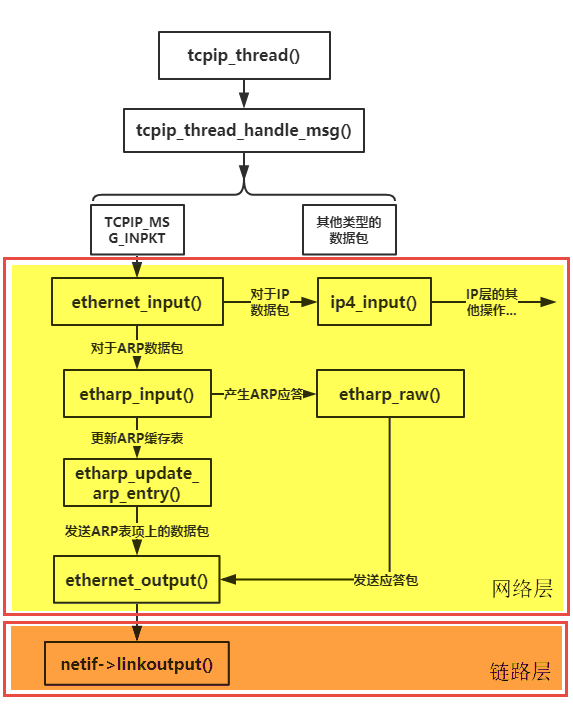 tcpip_thread()
tcpip_thread_handle_msg()
TCPIP_MS
G_INPKT
其他类型的
数据包
ethernet_input()
对于IP
数据包
ip4_input()
IP层的其
他操作...
对于ARP数据包
etharp_input()
产生ARP应答
etharp_raw()
更新ARP缓存表
etharp_update_
arp_entry()
发送ARP表项上的数据包
ethernet_output()
发送应答包
网络层
netif->linkoutput()
链路层